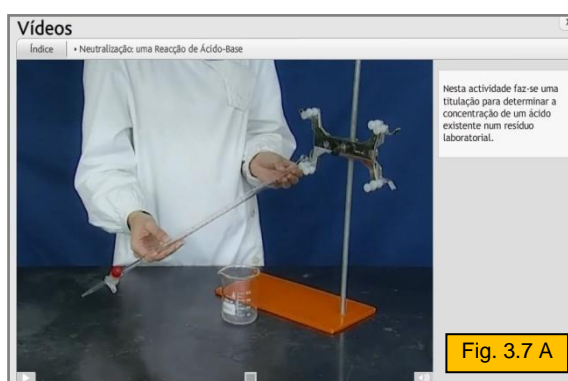 Vídeos
Índice • Neutralização: uma Reacção de Ácido-Base
Nesta actividade faz-se uma
titulação para determinar a
concentração de um ácido
existente num resíduo
laboratorial.
Fig. 3.7 A